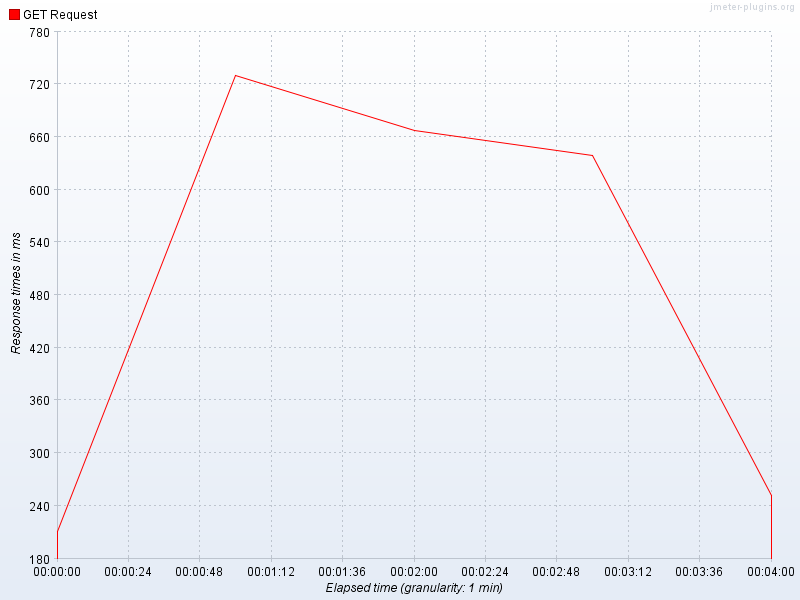 jmeter-plugins.org
GET Request
780
720
660
600
540
480
420
360
300
240
180
Response times in ms
00:00:00 00:00:24 00:00:48 00:01:12 00:01:36 00:02:00 00:02:24 00:02:48 00:03:12 00:03:36 00:04:00
Elapsed time (granularity: 1 min)